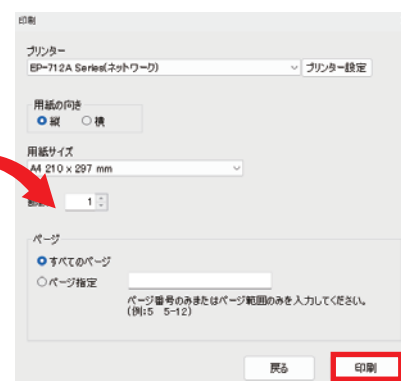 印刷
プリンター
EP-712A Series(ネットワーク) プリンター設定
用紙の向き
縦 横
用紙サイズ
A4 210 x 297 mm
1
ページ
すべてのページ
ページ指定
ページ番号のみまたはページ範囲のみを入力してください。
(例:5 5-12)
戻る 印刷